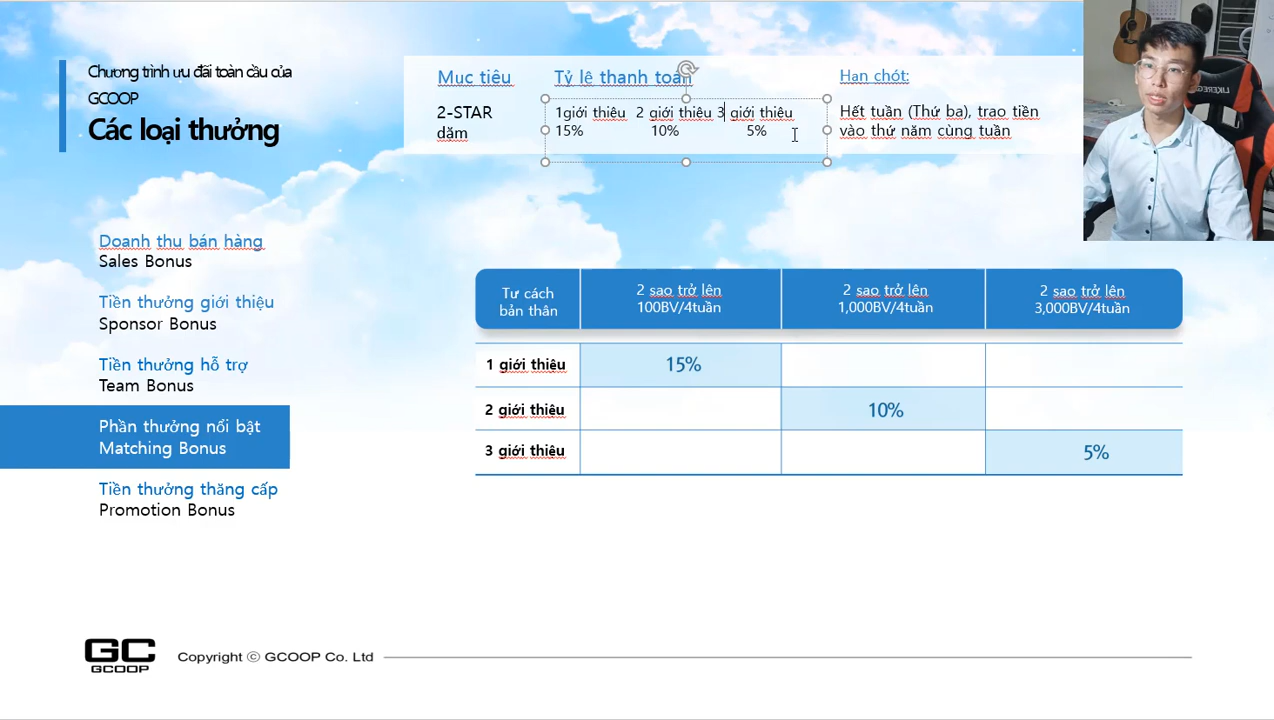 Chương trình ưu đãi toàn cầu của
GCOOP
Các loại thưởng
Mục tiêu
2-STAR
dặm
Tỷ lệ thanh toán
1giới thiệu 2 giới thiệu 3 giới thiệu
15% 10% 5%
Hạn chót:
Hết tuần (Thứ ba), trao tiền
vào thứ năm cùng tuần
Doanh thu bán hàng
Sales Bonus
Tiền thưởng giới thiệu
Sponsor Bonus
Tiền thưởng hỗ trợ
Team Bonus
Phần thưởng nổi bật
Matching Bonus
Tiền thưởng thăng cấp
Promotion Bonus
Tư cách
bản thân
2 sao trở lên
100BV/4tuần
2 sao trở lên
1,000BV/4tuần
2 sao trở lên
3,000BV/4tuần
1 giới thiệu 15%
2 giới thiệu 10%
3 giới thiệu 5%
GC
GCOOP
Copyright ⓒ GCOOP Co. Ltd